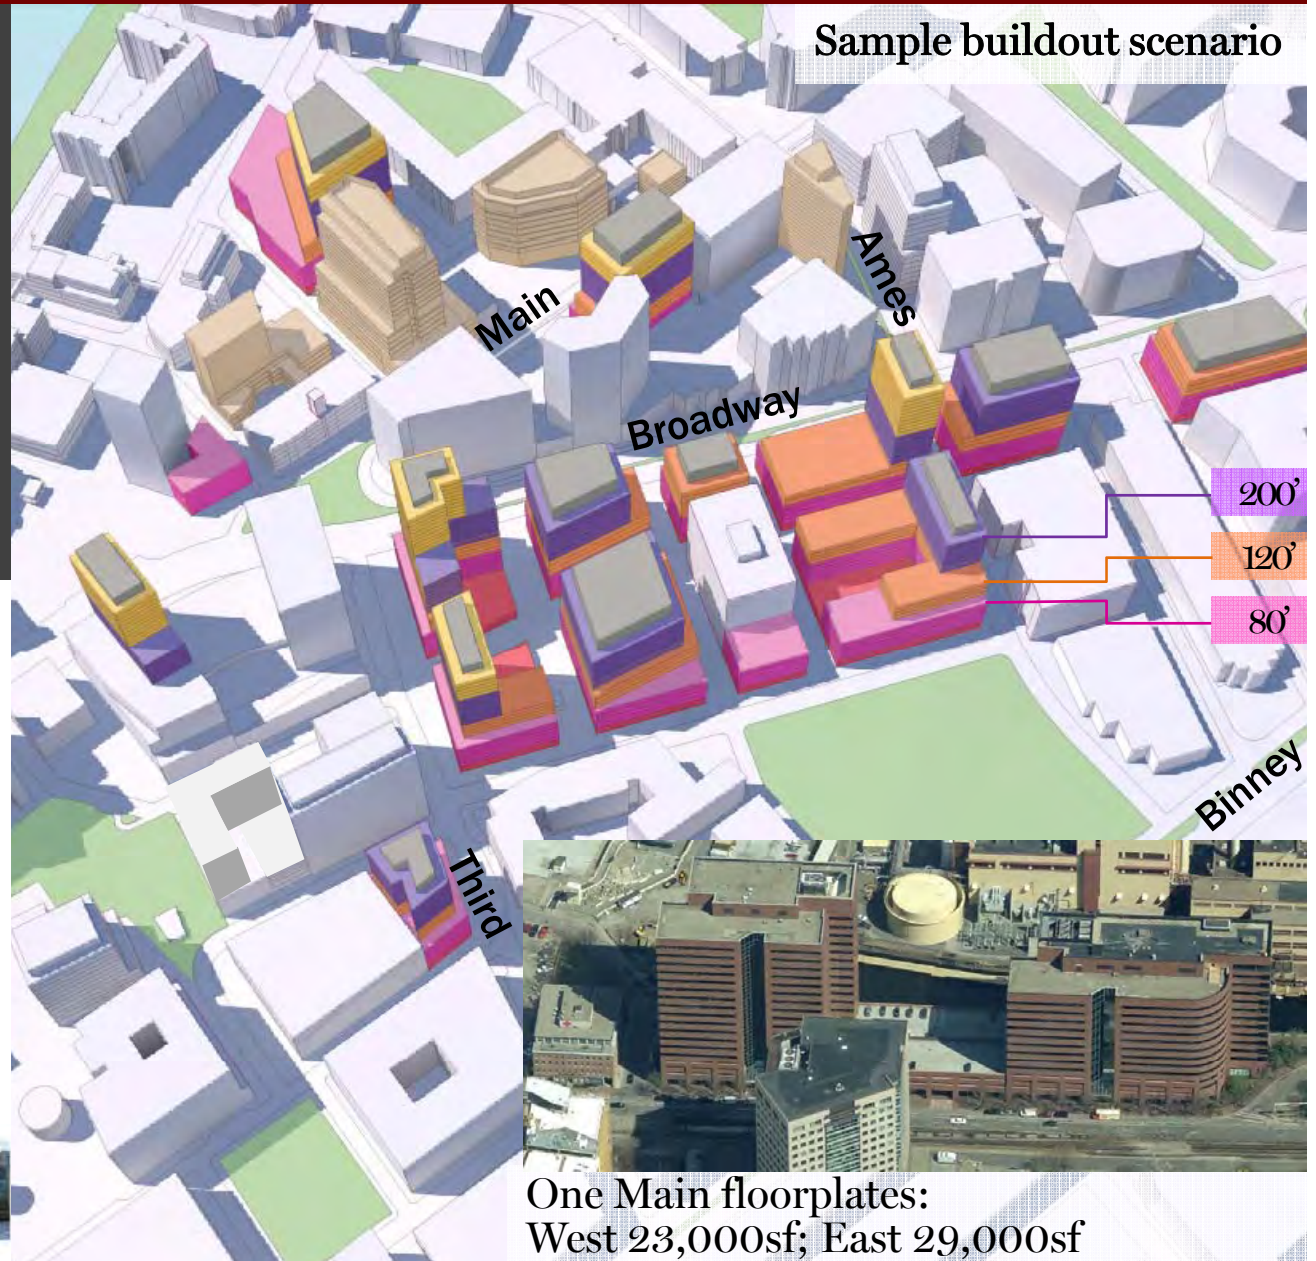 Sample buildout scenario
Ames
Main
Broadway
200’
120’
80’
Binney
Third
One Main floorplates:
West 23,000sf; East 29,000sf